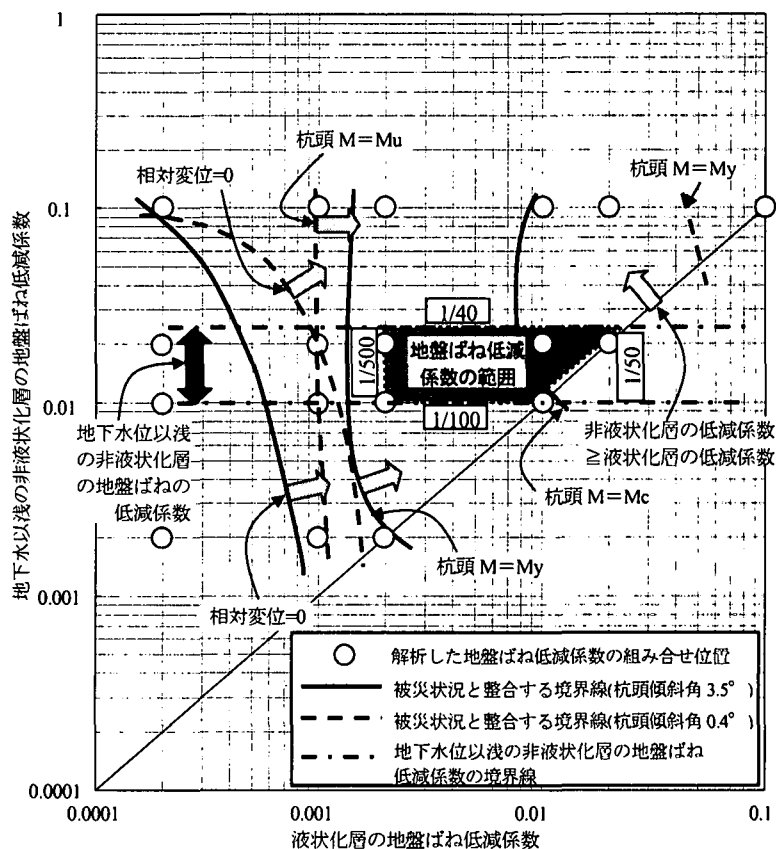 1
杭頭 M=Mu
相対変位=0
杭頭 M=My
0.1
1/40
1/500
地盤ばね低減
係数の範囲
1/50
0.01
1/100
地下水位以浅
の非液状化層
の地盤ばねの
低減係数
非液状化層の低減係数
≧液状化層の低減係数
杭頭 M=Mc
杭頭 M=My
0.001
相対変位=0
地下水以浅の非液状化層の地盤ばね低減係数
解析した地盤ばね低減係数の組み合せ位置
被災状況と整合する境界線(杭頭傾斜角 3.5°)
被災状況と整合する境界線(杭頭傾斜角 0.4°)
地下水位以浅の非液状化層の地盤ばね
低減係数の境界線
0.0001
0.0001
0.001
0.01
0.1
液状化層の地盤ばね低減係数